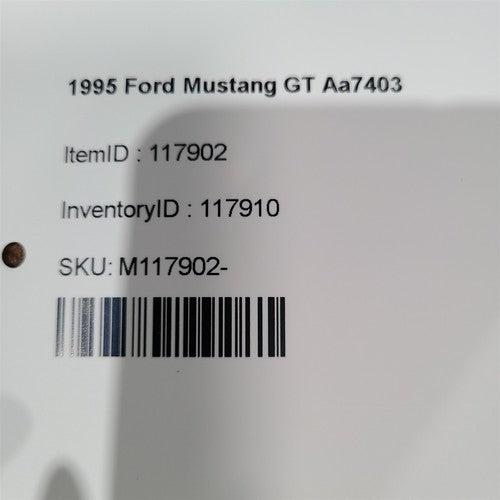 1995 Ford Mustang GT Aa7403
ItemID : 117902
InventoryID : 117910
SKU: M117902-